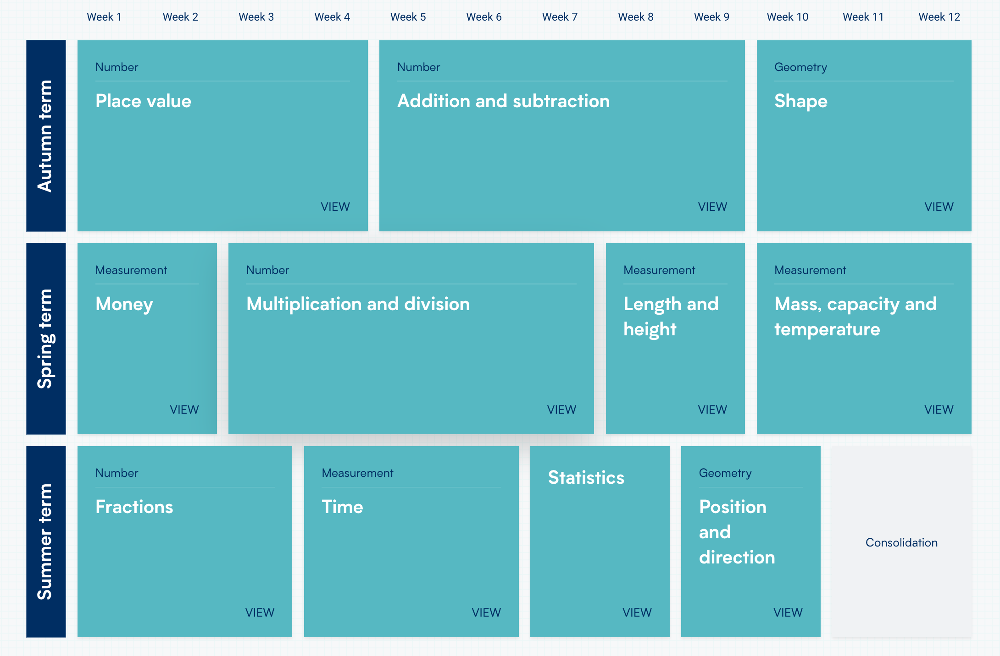 Week 1 Week 2 Week 3 Week 4 Week 5 Week 6 Week 7 Week 8 Week 9 Week 10 Week 11 Week 12
Autumn term
Number
Place value
VIEW
Number
Addition and subtraction
VIEW
Geometry
Shape
VIEW
Spring term
Measurement
Money
VIEW
Number
Multiplication and division
VIEW
Measurement
Length and
height
VIEW
Measurement
Mass, capacity and
temperature
VIEW
Summer term
Number
Fractions
VIEW
Measurement
Time
VIEW
Statistics
VIEW
Geometry
Position
and
direction
VIEW
Consolidation